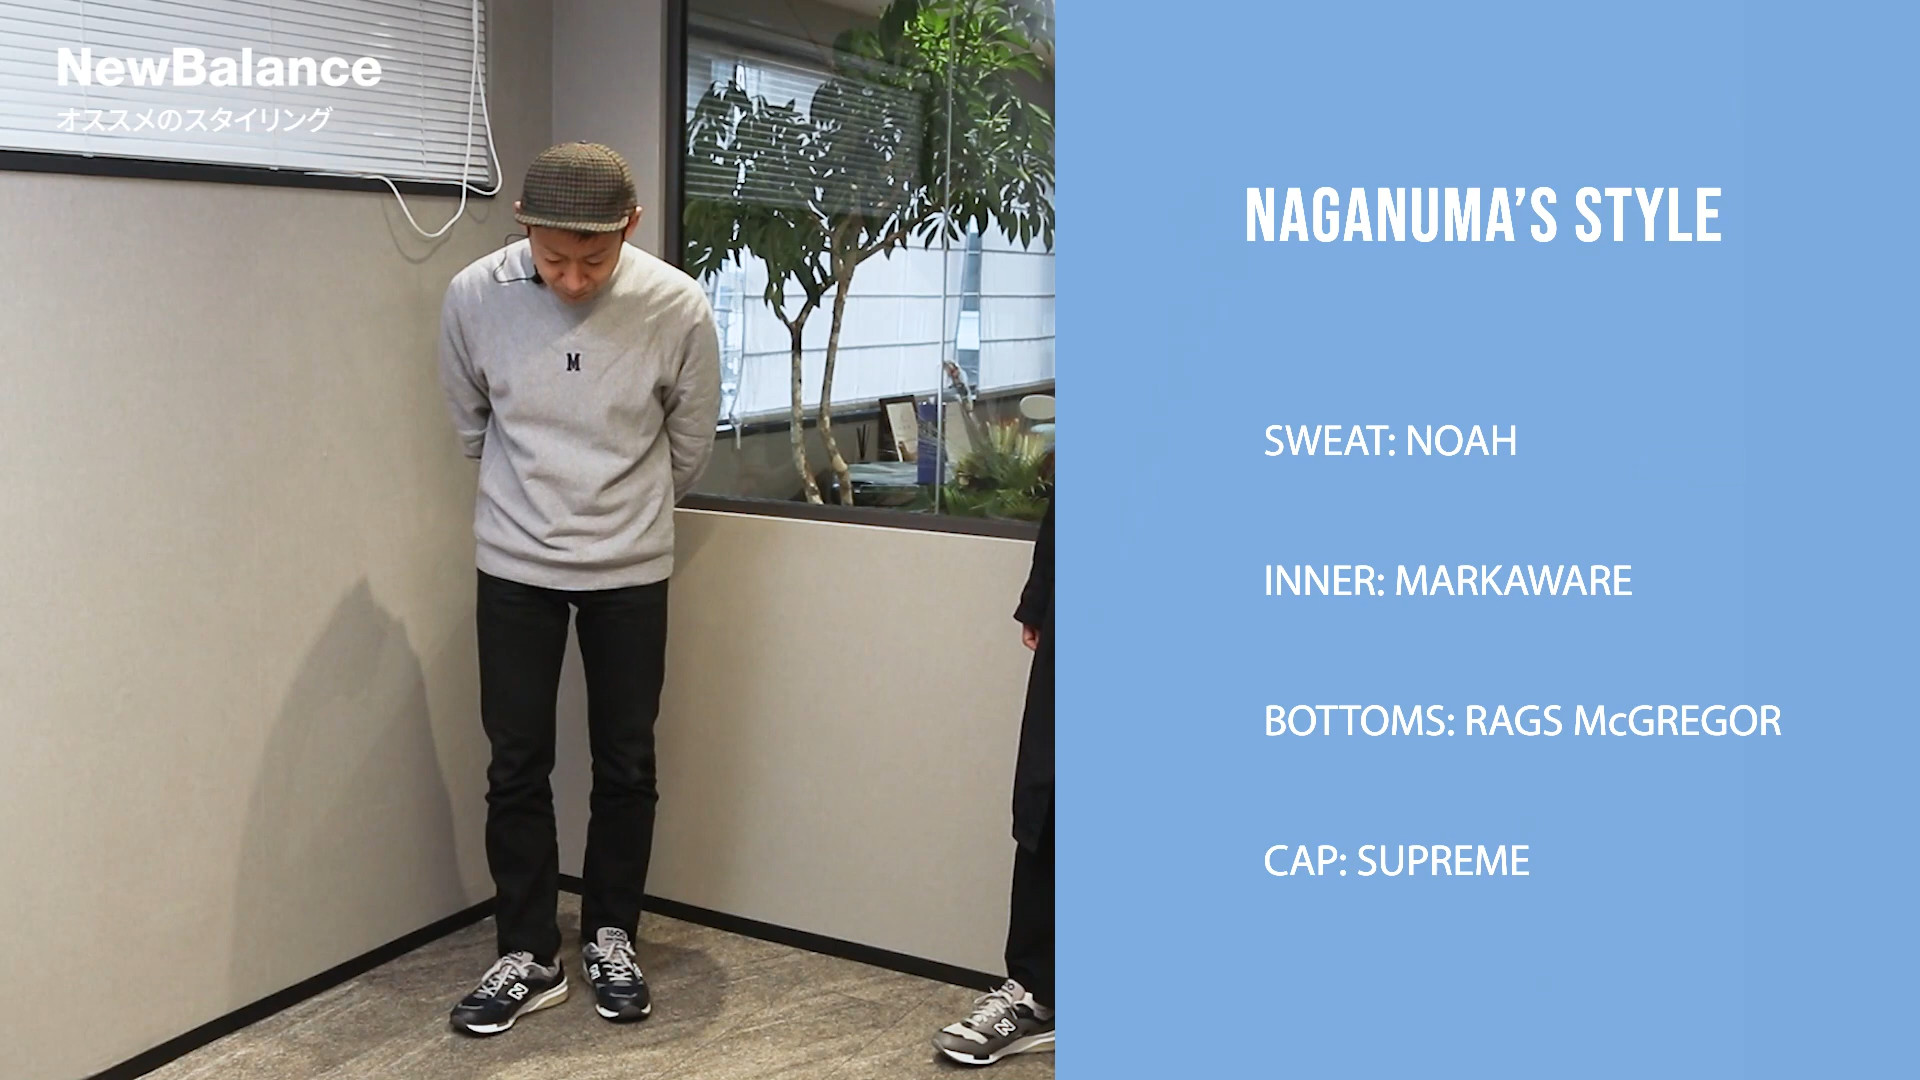 NewBalance
オススメのスタイリング
NAGANUMA'S STYLE
SWEAT: NOAH
INNER: MARKAWARE
BOTTOMS: RAGS McGREGOR
CAP: SUPREME
M
N
N
N